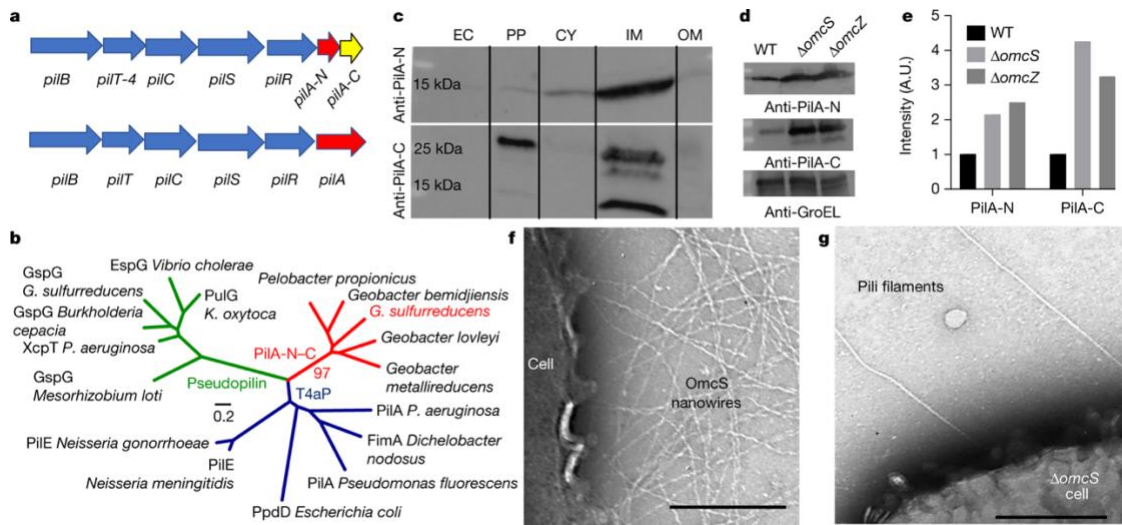 a
pilB pilT-4 pilC pilS pilR pilA-N pilA-C
pilB pilT pilC pilS pilR pilA
b
EspG Vibrio cholerae
GspG
G. sulfurreducens
PulG
K. oxytoca
GspG Burkholderia
cepacia
XcpT P. aeruginosa
GspG
Mesorhizobium loti
Pseudopilin
Pelobacter propionicus
Geobacter bemidjiensis
G. sulfurreducens
Geobacter lovleyi
Geobacter
metallireducens
PilA-N–C
97
T4aP
0.2
PilA P. aeruginosa
FimA Dichelobacter
nodosus
PilA Pseudomonas fluorescens
PpdD Escherichia coli
PilE Neisseria gonorrhoeae
PilE
Neisseria meningitidis
c
EC PP CY IM OM
Anti-PilA-N
15 kDa
Anti-PilA-C
25 kDa
15 kDa
d
WT ΔomcS ΔomcZ
Anti-PilA-N
Anti-PilA-C
Anti-GroEL
e
Intensity (A.U.)
5
4
3
2
1
0
WT
ΔomcS
ΔomcZ
PilA-N PilA-C
f
Cell
OmcS
nanowires
g
Pili filaments
ΔomcS
cell